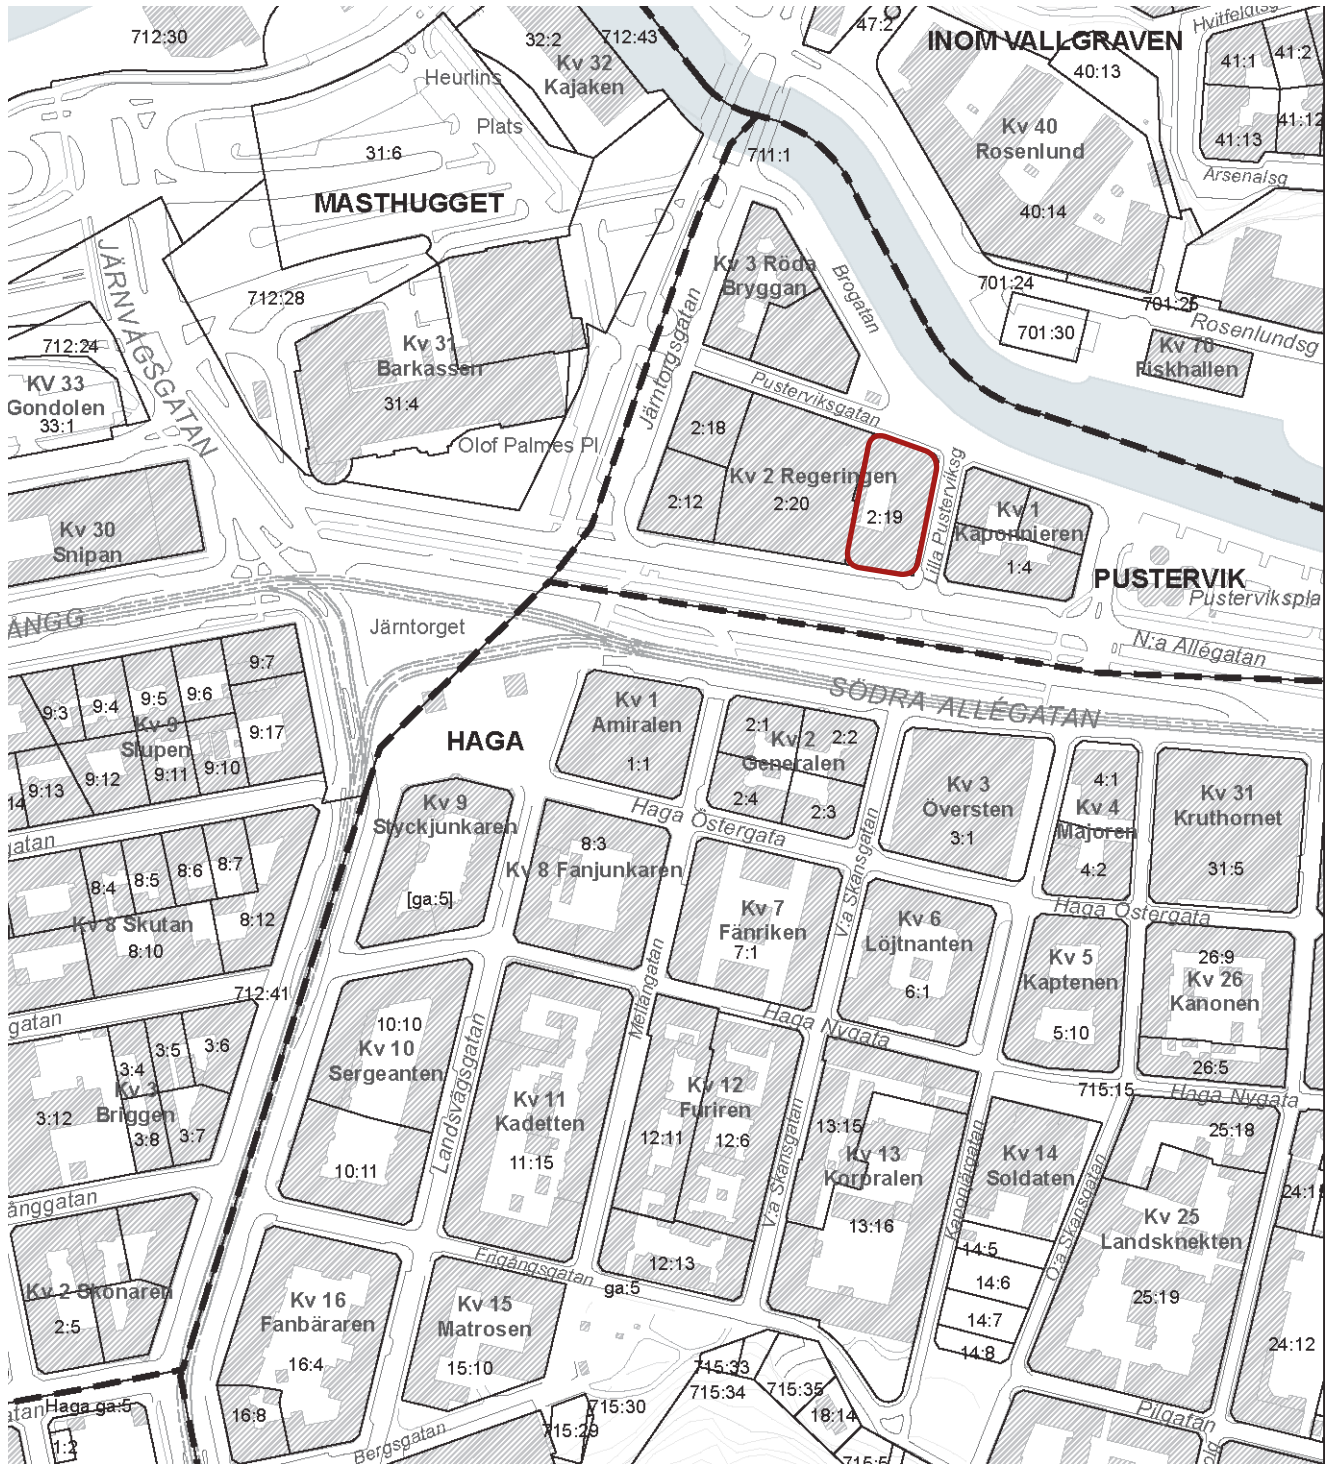 712:30
32:2
712:43
Kv 32
Kajaken
47:2
INOM VALLGRAVEN
40:13
Hvitfeldtsg
41:1
41:2
41:13
41:12
Arsenalsg
Heurlins
Plats
31:6
MASTHUGGET
711:1
Kv 40
Rosenlund
40:14
JÄRNVÅGSGATAN
712:28
Kv 3 Röda
Bryggan
Brogatan
Järntorgsgatan
701:24
701:25
701:30
Rosenlundsg
Kv 70
Fiskhallen
712:24
KV 33
Gondolen
33:1
Kv 31
Barkassen
31:4
Olof Palmes Pl
Pusterviksgatan
2:18
Kv 2 Regeringen
2:12
2:20
2:19
Lilla Pusterviksg
Kv 1
Kaponnieren
1:4
PUSTERVIK
Pusterviksplan
Kv 30
Snipan
ÅNGG
Järntorget
N:a Allégatan
SÖDRA ALLÉGATAN
9:7
9:6
9:5
9:4
9:3
Kv 9
Slupen
9:17
9:10
9:11
9:12
9:13
14
HAGA
Kv 1
Amiralen
1:1
2:1
2:2
Kv 2
Generalen
2:4
2:3
Kv 3
Översten
3:1
4:1
Kv 4
Majoren
4:2
Kv 31
Kruthornet
31:5
Haga Östergata
V:a Skansgatan
Haga Östergata
gatan
Kv 9
Styckjunkaren
[ga:5]
8:3
Kv 8 Fanjunkaren
Kv 7
Fänriken
7:1
Kv 6
Löjtnanten
6:1
Kv 5
Kaptenen
5:10
26:9
Kv 26
Kanonen
26:5
8:4
8:5
8:6
8:7
Kv 8 Skutan
8:12
8:10
712:41
ggatan
Mellangatan
Haga Nygata
715:15
Haga Nygata
10:10
Kv 10
Sergeanten
10:11
Landsvägsgatan
Kv 11
Kadetten
11:15
Kv 12
Furiren
12:11
12:6
12:13
V:a Skansgatan
13:15
Kv 13
Korpralen
13:16
Kaponjärgatan
Kv 14
Soldaten
14:5
14:6
14:7
14:8
O:a Skansgatan
25:18
Kv 25
Landsknekten
25:19
24:12
3:4
3:5
3:6
Kv 3
Briggen
3:12
3:8
3:7
ånggatan
Kv 2 Skonaren
2:5
Engångsgatan
ga:5
Kv 16
Fanbäraren
16:4
16:8
Kv 15
Matrosen
15:10
Haga ga:5
1:2
Bergsgatan
715:29
715:30
715:33
715:34
715:35
18:14
715:5
Pilgatan